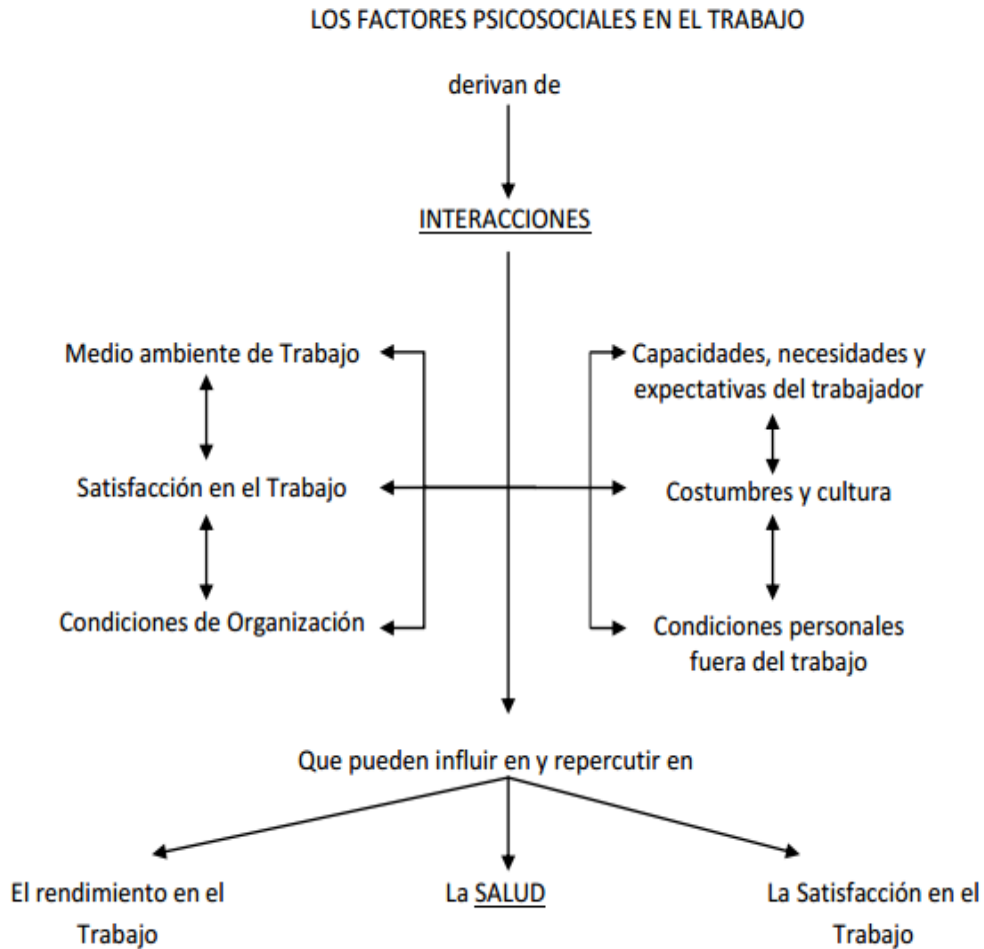 LOS FACTORES PSICOSOCIALES EN EL TRABAJO
derivan de
INTERACCIONES
Medio ambiente de Trabajo
Capacidades, necesidades y
expectativas del trabajador
Satisfacción en el Trabajo
Costumbres y cultura
Condiciones de Organización
Condiciones personales
fuera del trabajo
Que pueden influir en y repercutir en
El rendimiento en el
Trabajo
La SALUD
La Satisfacción en el
Trabajo